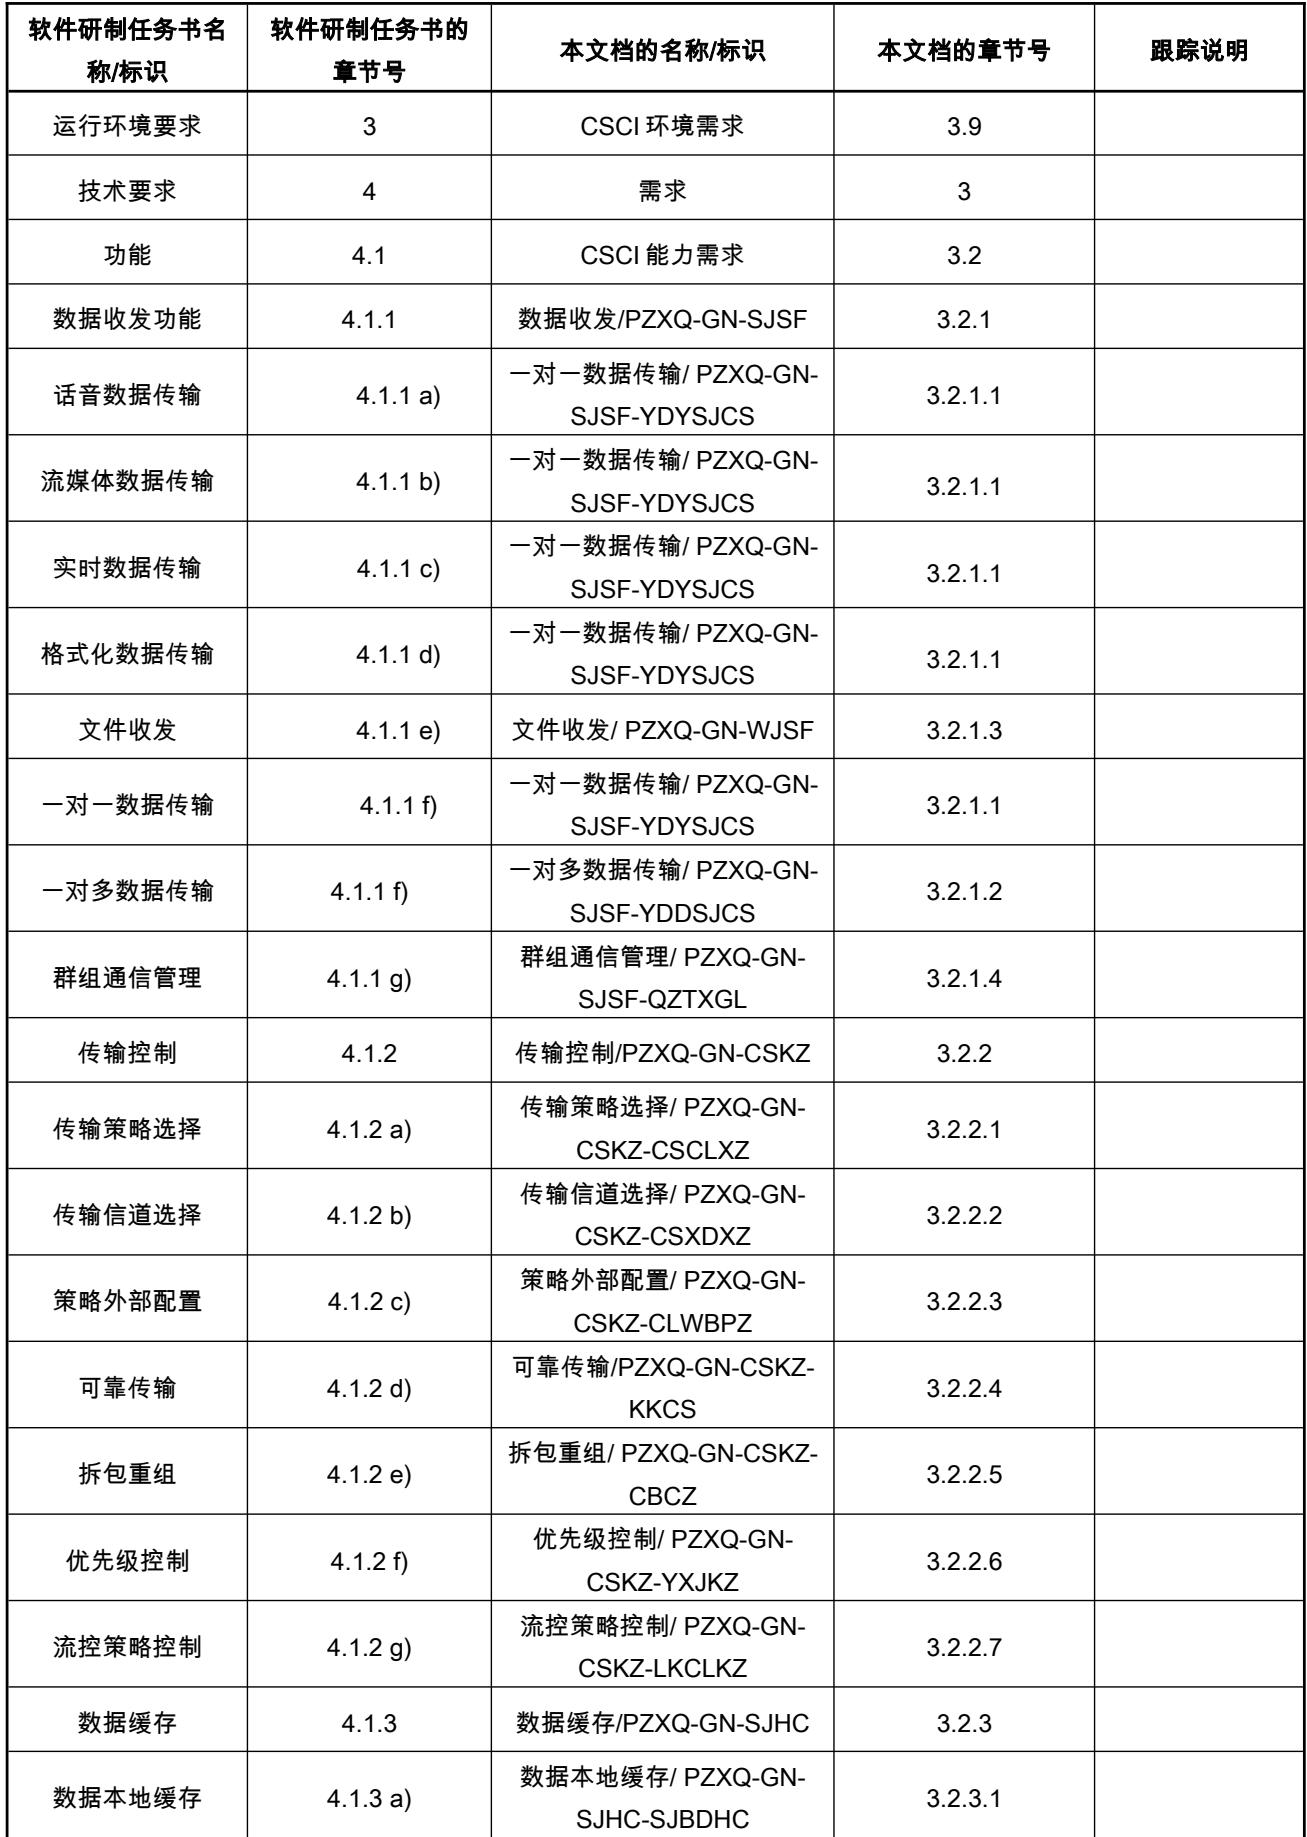 软件研制任务书名
称/标识
软件研制任务书的
章节号
本文档的名称/标识
本文档的章节号
跟踪说明
运行环境要求
3
CSCI 环境需求
3.9
技术要求
4
需求
3
功能
4.1
CSCI 能力需求
3.2
数据收发功能
4.1.1
数据收发/PZXQ-GN-SJSF
3.2.1
话音数据传输
4.1.1 a)
一对一数据传输/ PZXQ-GN-
SJSF-YDYSJCS
3.2.1.1
流媒体数据传输
4.1.1 b)
一对一数据传输/ PZXQ-GN-
SJSF-YDYSJCS
3.2.1.1
实时数据传输
4.1.1 c)
一对一数据传输/ PZXQ-GN-
SJSF-YDYSJCS
3.2.1.1
格式化数据传输
4.1.1 d)
一对一数据传输/ PZXQ-GN-
SJSF-YDYSJCS
3.2.1.1
文件收发
4.1.1 e)
文件收发/ PZXQ-GN-WJSF
3.2.1.3
一对一数据传输
4.1.1 f)
一对一数据传输/ PZXQ-GN-
SJSF-YDYSJCS
3.2.1.1
一对多数据传输
4.1.1 f)
一对多数据传输/ PZXQ-GN-
SJSF-YDDSJCS
3.2.1.2
群组通信管理
4.1.1 g)
群组通信管理/ PZXQ-GN-
SJSF-QZTXGL
3.2.1.4
传输控制
4.1.2
传输控制/PZXQ-GN-CSKZ
3.2.2
传输策略选择
4.1.2 a)
传输策略选择/ PZXQ-GN-
CSKZ-CSCLXZ
3.2.2.1
传输信道选择
4.1.2 b)
传输信道选择/ PZXQ-GN-
CSKZ-CSXDXZ
3.2.2.2
策略外部配置
4.1.2 c)
策略外部配置/ PZXQ-GN-
CSKZ-CLWBPZ
3.2.2.3
可靠传输
4.1.2 d)
可靠传输/PZXQ-GN-CSKZ-
KKCS
3.2.2.4
拆包重组
4.1.2 e)
拆包重组/ PZXQ-GN-CSKZ-
CBCZ
3.2.2.5
优先级控制
4.1.2 f)
优先级控制/ PZXQ-GN-
CSKZ-YXJKZ
3.2.2.6
流控策略控制
4.1.2 g)
流控策略控制/ PZXQ-GN-
CSKZ-LKCLKZ
3.2.2.7
数据缓存
4.1.3
数据缓存/PZXQ-GN-SJHC
3.2.3
数据本地缓存
4.1.3 a)
数据本地缓存/ PZXQ-GN-
SJHC-SJBDHC
3.2.3.1